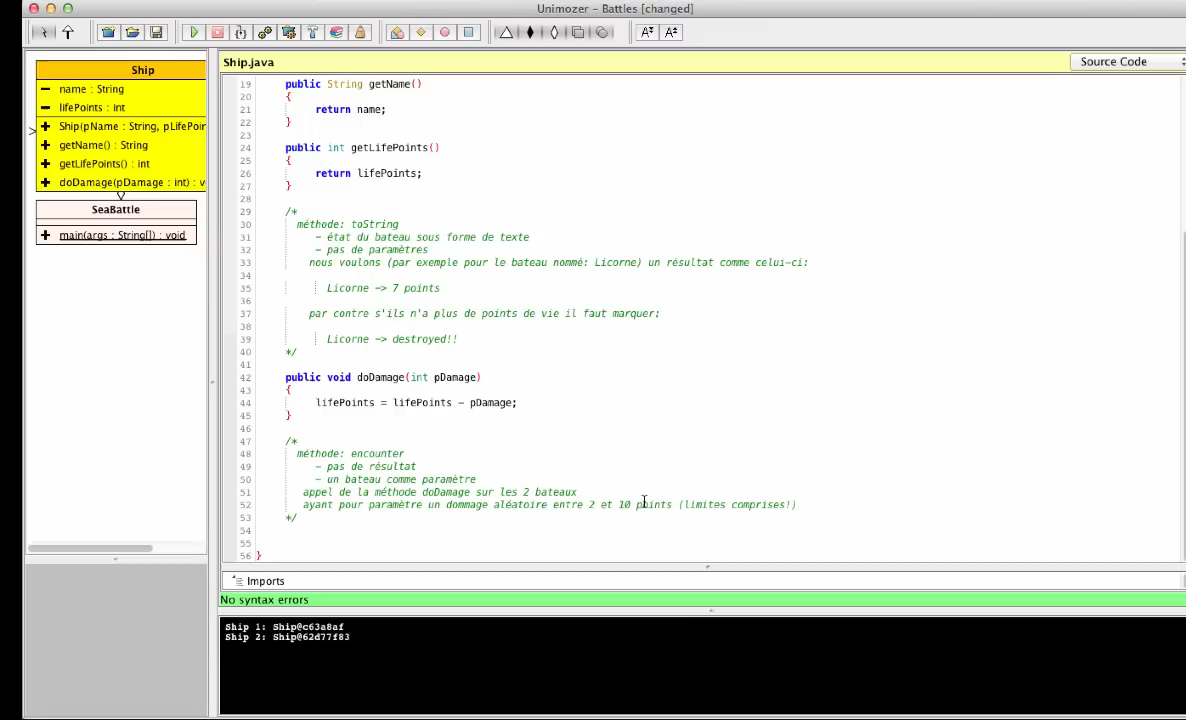 Unimozer - Battles [changed]
Ship.java
Source Code
Ship
name : String
lifePoints : int
Ship(pName : String, pLifePoin
getName() : String
getLifePoints() : int
doDamage(pDamage : int) : v
SeaBattle
main(args : String[]) : void
19 public String getName()
20 {
21 return name;
22 }
23
24 public int getLifePoints()
25 {
26 return lifePoints;
27 }
28
29 /*
30 méthode: toString
31 - état du bateau sous forme de texte
32 - pas de paramètres
33 nous voulons (par exemple pour le bateau nommé: Licorne) un résultat comme celui-ci:
34
35 Licorne -> 7 points
36
37 par contre s'ils n'a plus de points de vie il faut marquer:
38
39 Licorne -> destroyed!!
40 */
41
42 public void doDamage(int pDamage)
43 {
44 lifePoints = lifePoints - pDamage;
45 }
46
47 /*
48 méthode: encounter
49 - pas de résultat
50 - un bateau comme paramètre
51 appel de la méthode doDamage sur les 2 bateaux
52 ayant pour paramètre un dommage aléatoire entre 2 et 10 points (limites comprises!)
53 */
54
55
56 }
Imports
No syntax errors
Ship 1: Ship@c63a8af
Ship 2: Ship@62d77f83